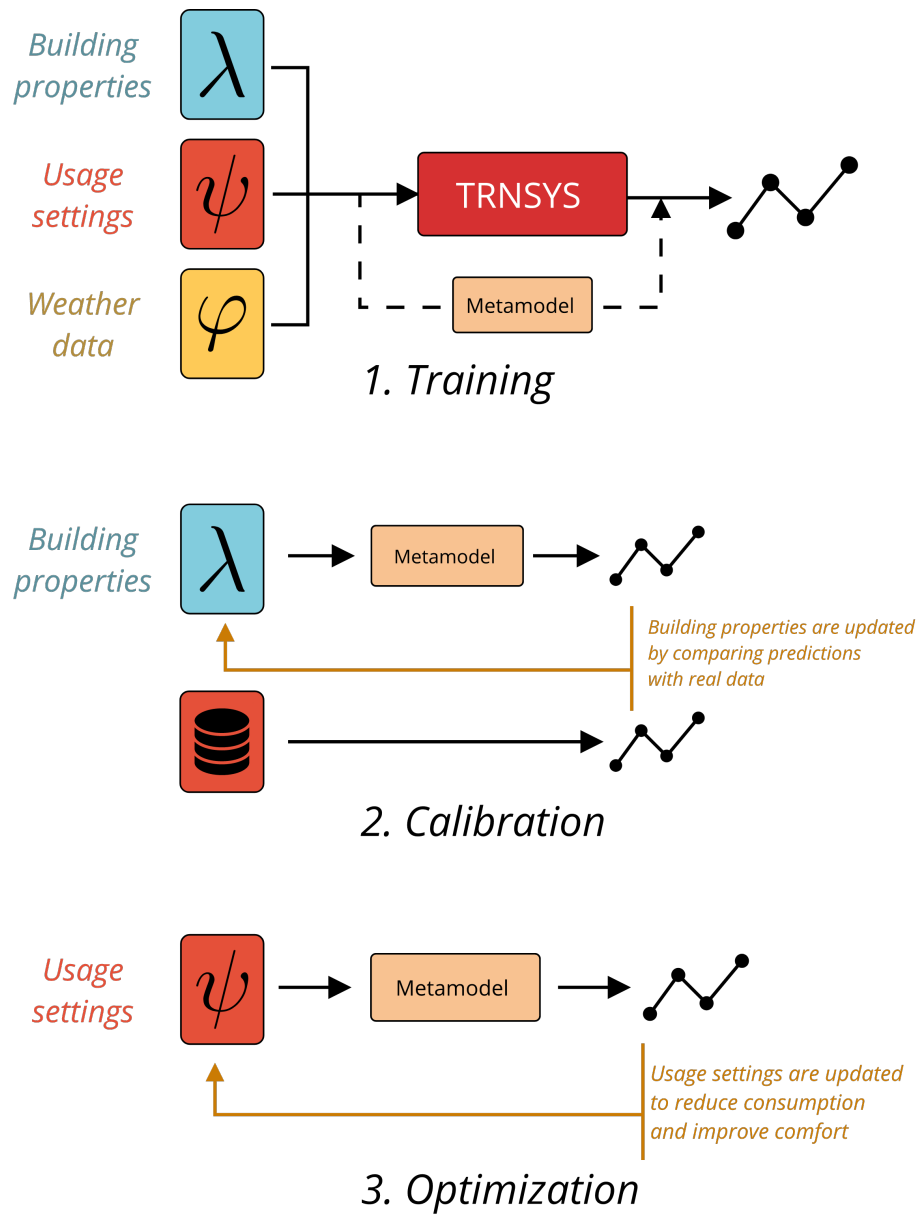 Building
properties
λ
Usage
settings
ψ
Weather
data
φ
TRNSYS
Metamodel
1. Training
Building
properties
λ
Metamodel
Building properties are updated
by comparing predictions
with real data
2. Calibration
Usage
settings
ψ
Metamodel
Usage settings are updated
to reduce consumption
and improve comfort
3. Optimization